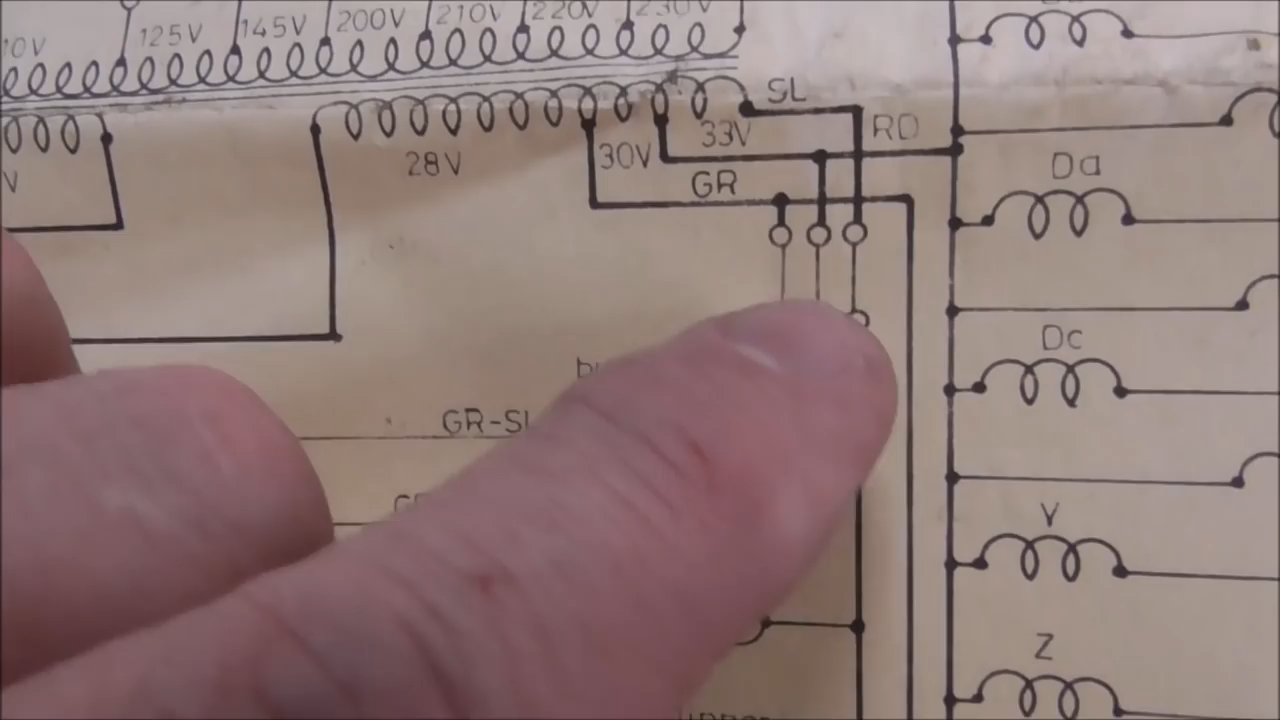 125V 145V 200V 210V 220V 230V
SL
RD
33V
30V
28V
GR
Da
Dc
GR-SL
Y
Z